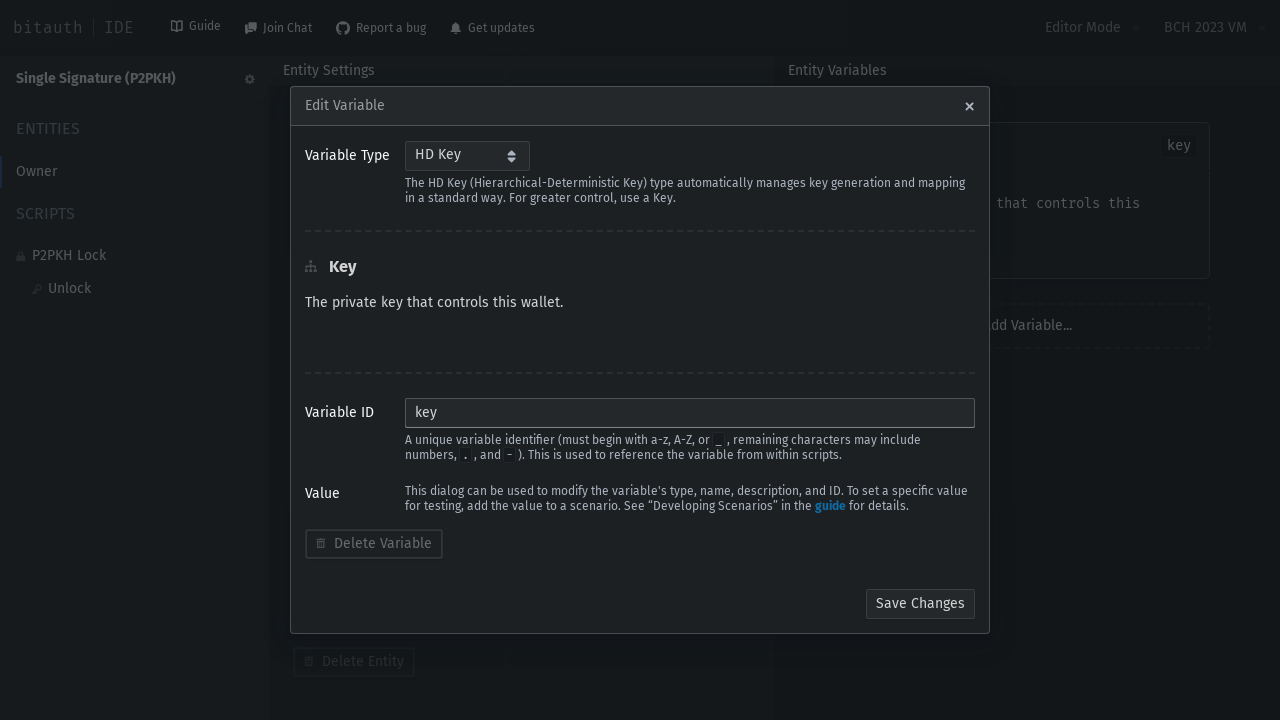 bitauth | IDE
Guide
Join Chat
Report a bug
Get updates
Editor Mode
BCH 2023 VM
Single Signature (P2PKH)
Entity Settings
Entity Variables
ENTITIES
Owner
SCRIPTS
P2PKH Lock
Unlock
key
that controls this
dd Variable...
Delete Entity
Edit Variable
Variable Type
HD Key
The HD Key (Hierarchical-Deterministic Key) type automatically manages key generation and mapping
in a standard way. For greater control, use a Key.
Key
The private key that controls this wallet.
Variable ID
key
A unique variable identifier (must begin with a-z, A-Z, or _, remaining characters may include
numbers, ., and -). This is used to reference the variable from within scripts.
Value
This dialog can be used to modify the variable's type, name, description, and ID. To set a specific value
for testing, add the value to a scenario. See “Developing Scenarios” in the guide for details.
Delete Variable
Save Changes